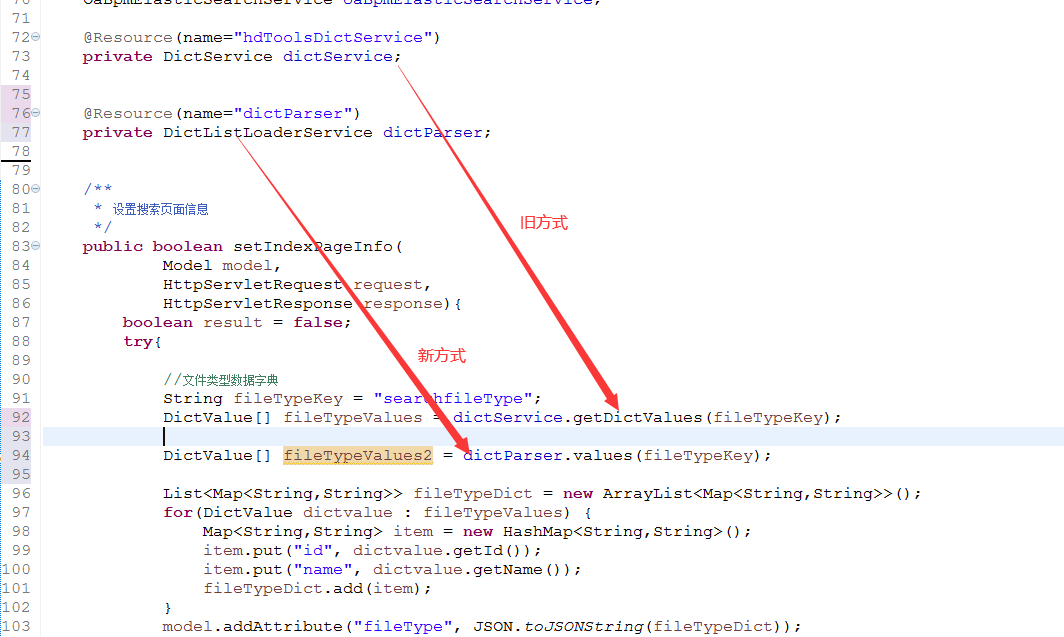 71
72 @Resource(name="hdToolsDictService")
73 private DictService dictService;
74
75
76 @Resource(name="dictParser")
77 private DictListLoaderService dictParser;
78
79
80 /**
81 * 设置搜索页面信息
82 */
83 public boolean setIndexPageInfo(
84 Model model,
85 HttpServletRequest request,
86 HttpServletResponse response){
87 boolean result = false;
88 try{
89
90 //文件类型数据字典
91 String fileTypeKey = "searchfileType";
92 DictValue[] fileTypeValues = dictService.getDictValues(fileTypeKey);
93
94 DictValue[] fileTypeValues2 = dictParser.values(fileTypeKey);
95
96 List<Map<String,String>> fileTypeDict = new ArrayList<Map<String,String>>();
97 for(DictValue dictvalue : fileTypeValues) {
98 Map<String,String> item = new HashMap<String,String>();
99 item.put("id", dictvalue.getId());
100 item.put("name", dictvalue.getName());
101 fileTypeDict.add(item);
102 }
103 model.addAttribute("fileType", JSON.toJSONString(fileTypeDict));
旧方式
新方式